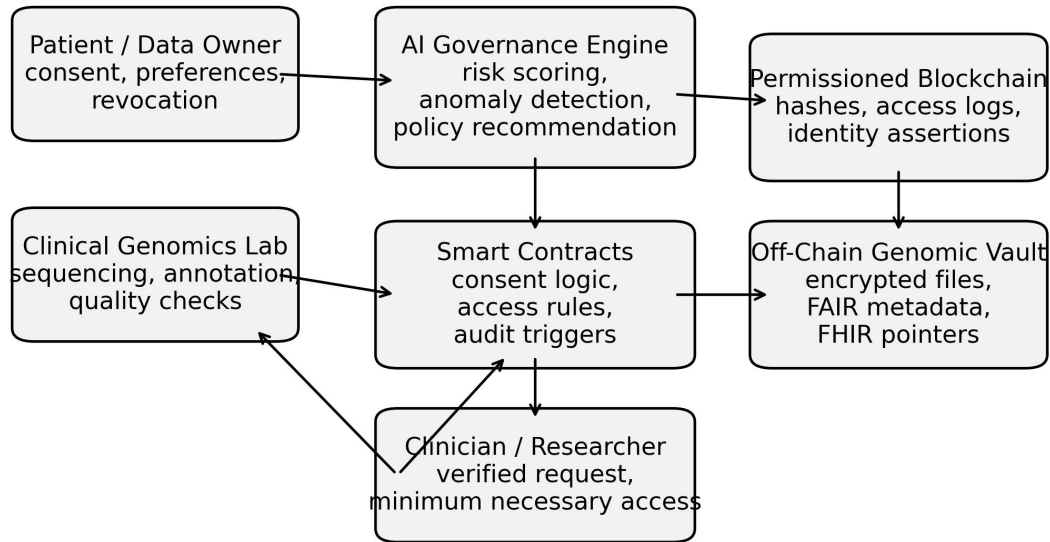 Patient / Data Owner
consent, preferences,
revocation
AI Governance Engine
risk scoring,
anomaly detection,
policy recommendation
Permissioned Blockchain
hashes, access logs,
identity assertions
Clinical Genomics Lab
sequencing, annotation,
quality checks
Smart Contracts
consent logic,
access rules,
audit triggers
Off-Chain Genomic Vault
encrypted files,
FAIR metadata,
FHIR pointers
Clinician / Researcher
verified request,
minimum necessary access